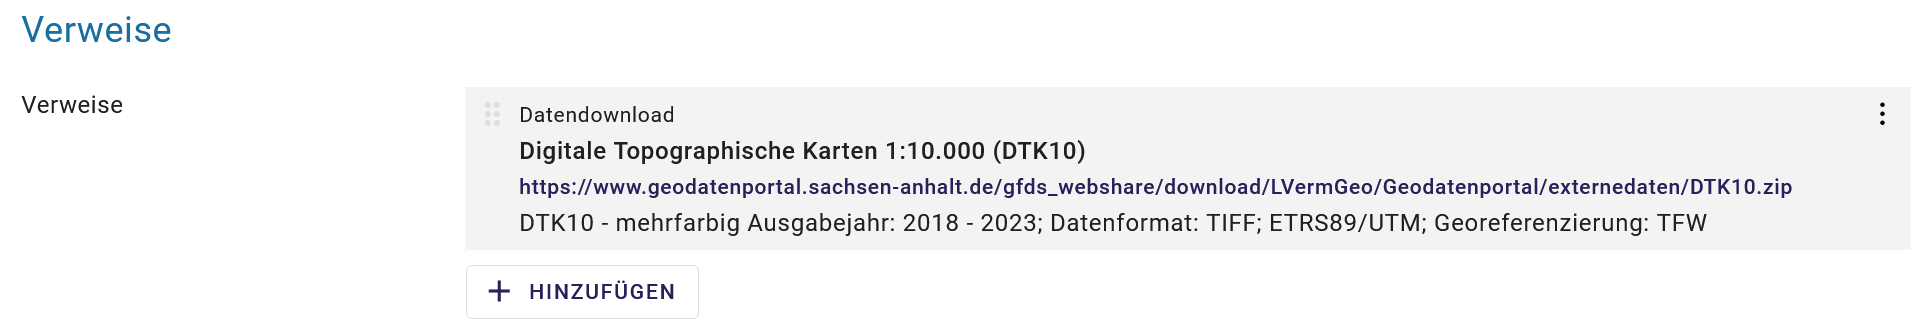 Verweise
Verweise
Datendownload
Digitale Topographische Karten 1:10.000 (DTK10)
https://www.geodatenportal.sachsen-anhalt.de/gfds_webshare/download/LVermGeo/Geodatenportal/externedaten/DTK10.zip
DTK10 - mehrfarbig Ausgabejahr: 2018 - 2023; Datenformat: TIFF; ETRS89/UTM; Georeferenzierung: TFW
HINZUFÜGEN